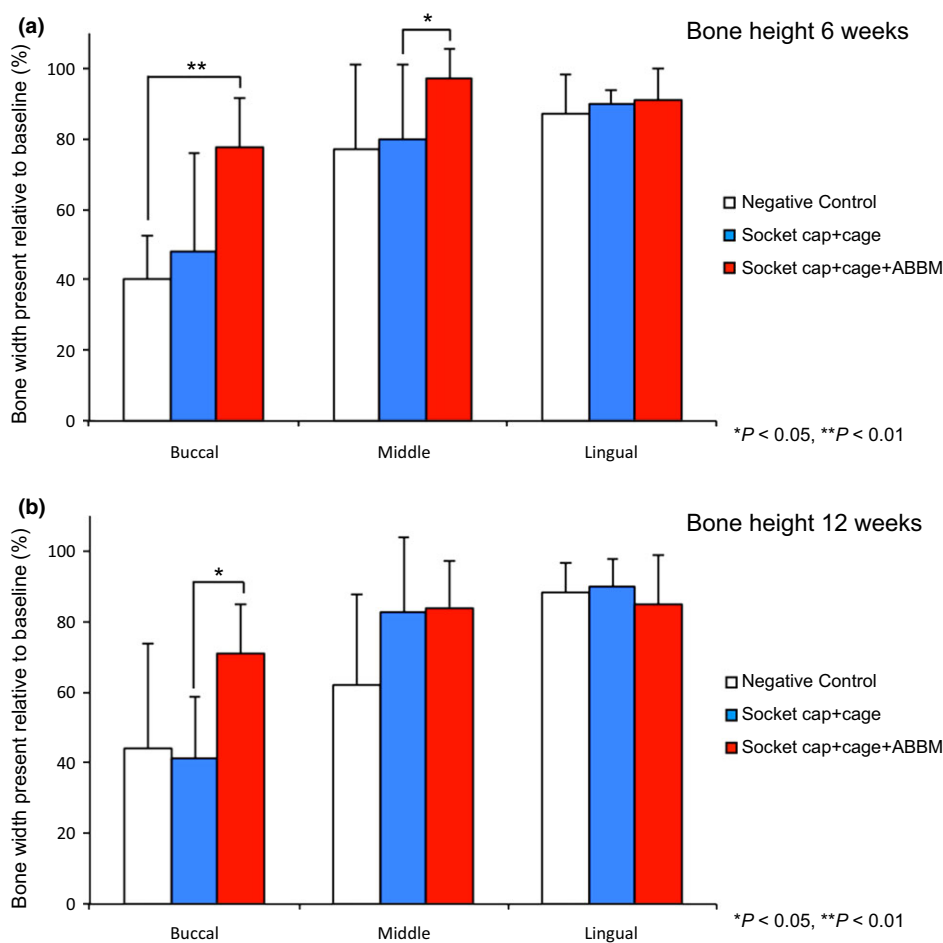 (a)
Bone height 6 weeks
Bone width present relative to baseline (%)
100
80
60
40
20
0
**
*
Buccal
Middle
Lingual
Negative Control
Socket cap+cage
Socket cap+cage+ABBM
*P < 0.05, **P < 0.01
(b)
Bone height 12 weeks
Bone width present relative to baseline (%)
100
80
60
40
20
0
*
Buccal
Middle
Lingual
Negative Control
Socket cap+cage
Socket cap+cage+ABBM
*P < 0.05, **P < 0.01